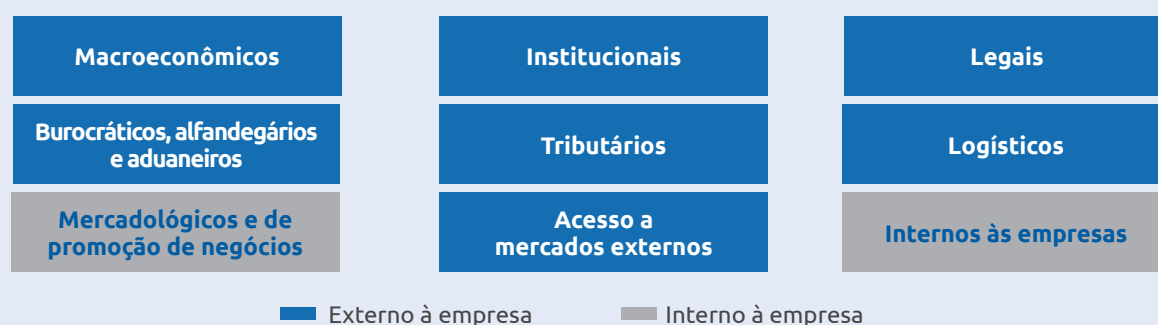 Macroeconômicos
Institucionais
Legais
Burocráticos, alfandegários
e aduaneiros
Tributários
Logísticos
Mercadológicos e de
promoção de negócios
Acesso a
mercados externos
Internos às empresas
Externo à empresa
Interno à empresa